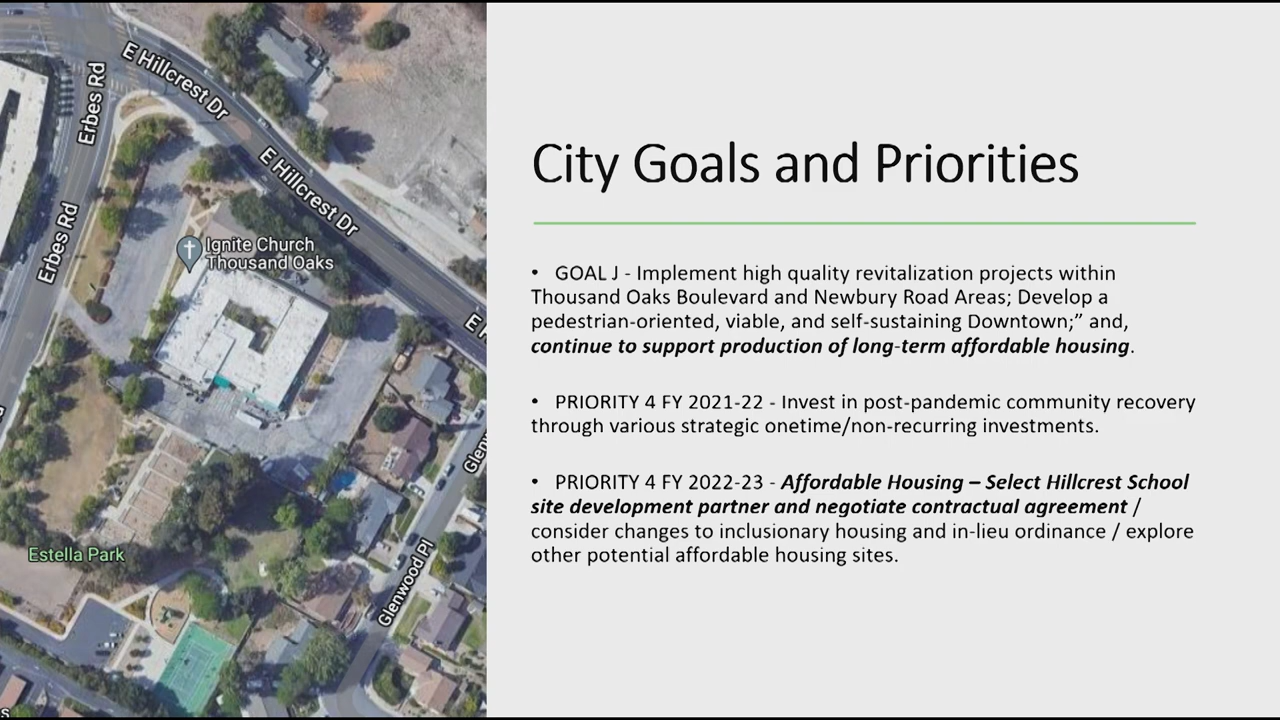 E Hillcrest Dr
Erbes Rd
E Hillcrest Dr
Erbes Rd
Ignite Church
Thousand Oaks
Estella Park
Glenwood Pl
City Goals and Priorities
• GOAL J - Implement high quality revitalization projects within
Thousand Oaks Boulevard and Newbury Road Areas; Develop a
pedestrian-oriented, viable, and self-sustaining Downtown;” and,
continue to support production of long-term affordable housing.
• PRIORITY 4 FY 2021-22 - Invest in post-pandemic community recovery
through various strategic onetime/non-recurring investments.
• PRIORITY 4 FY 2022-23 - Affordable Housing – Select Hillcrest School
site development partner and negotiate contractual agreement /
consider changes to inclusionary housing and in-lieu ordinance / explore
other potential affordable housing sites.